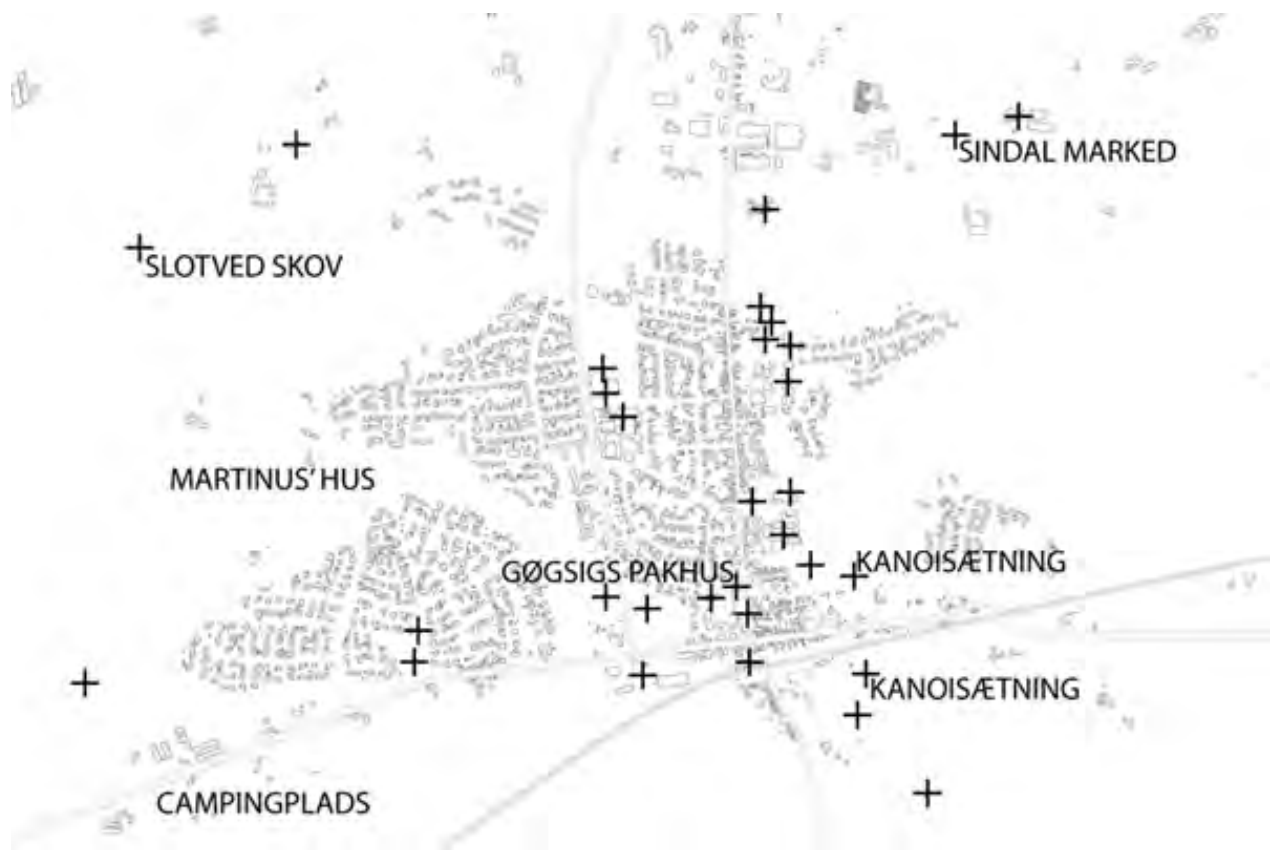 SINDAL MARKED
SLOTVED SKOV
MARTINUS' HUS
GØGSIGS PAKHUS
KANOISÆTNING
KANOISÆTNING
CAMPINGPLADS